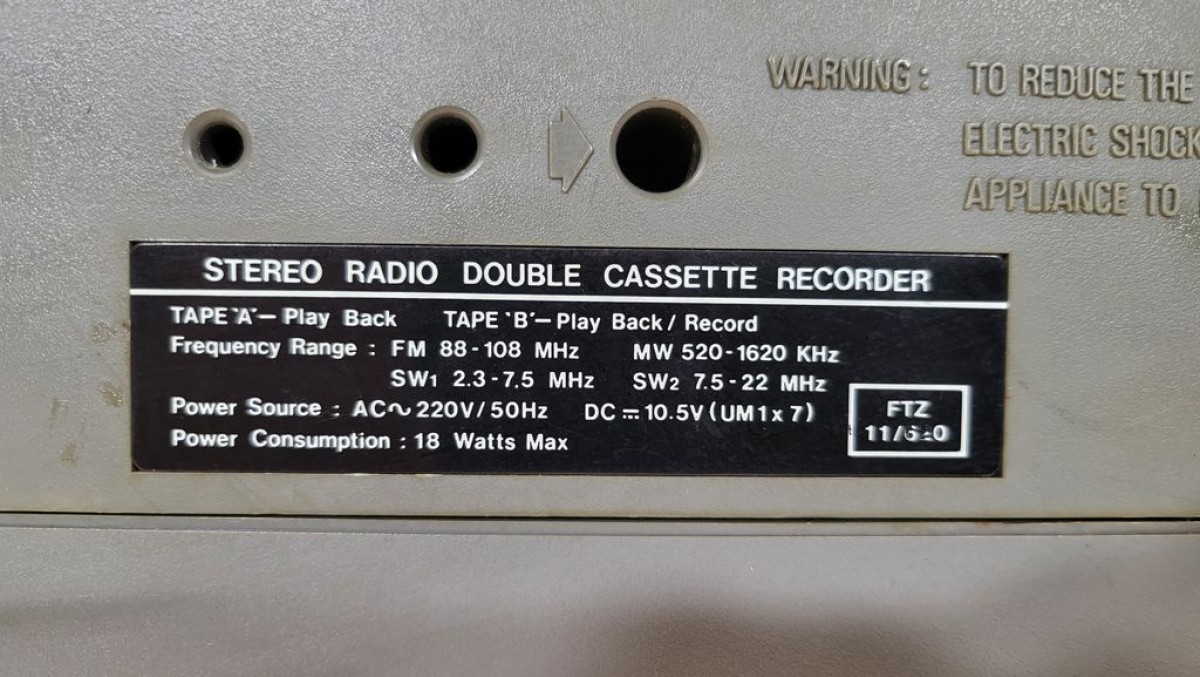 WARNING: TO REDUCE THE
ELECTRIC SHOCK
APPLIANCE TO
STEREO RADIO DOUBLE CASSETTE RECORDER
TAPE 'A'— Play Back TAPE 'B'— Play Back / Record
Frequency Range : FM 88-108 MHz MW 520-1620 KHz
SW1 2.3-7.5 MHz SW2 7.5-22 MHz
Power Source : AC∿220V/50Hz DC⎓10.5V(UM1x7)
Power Consumption : 18 Watts Max
FTZ